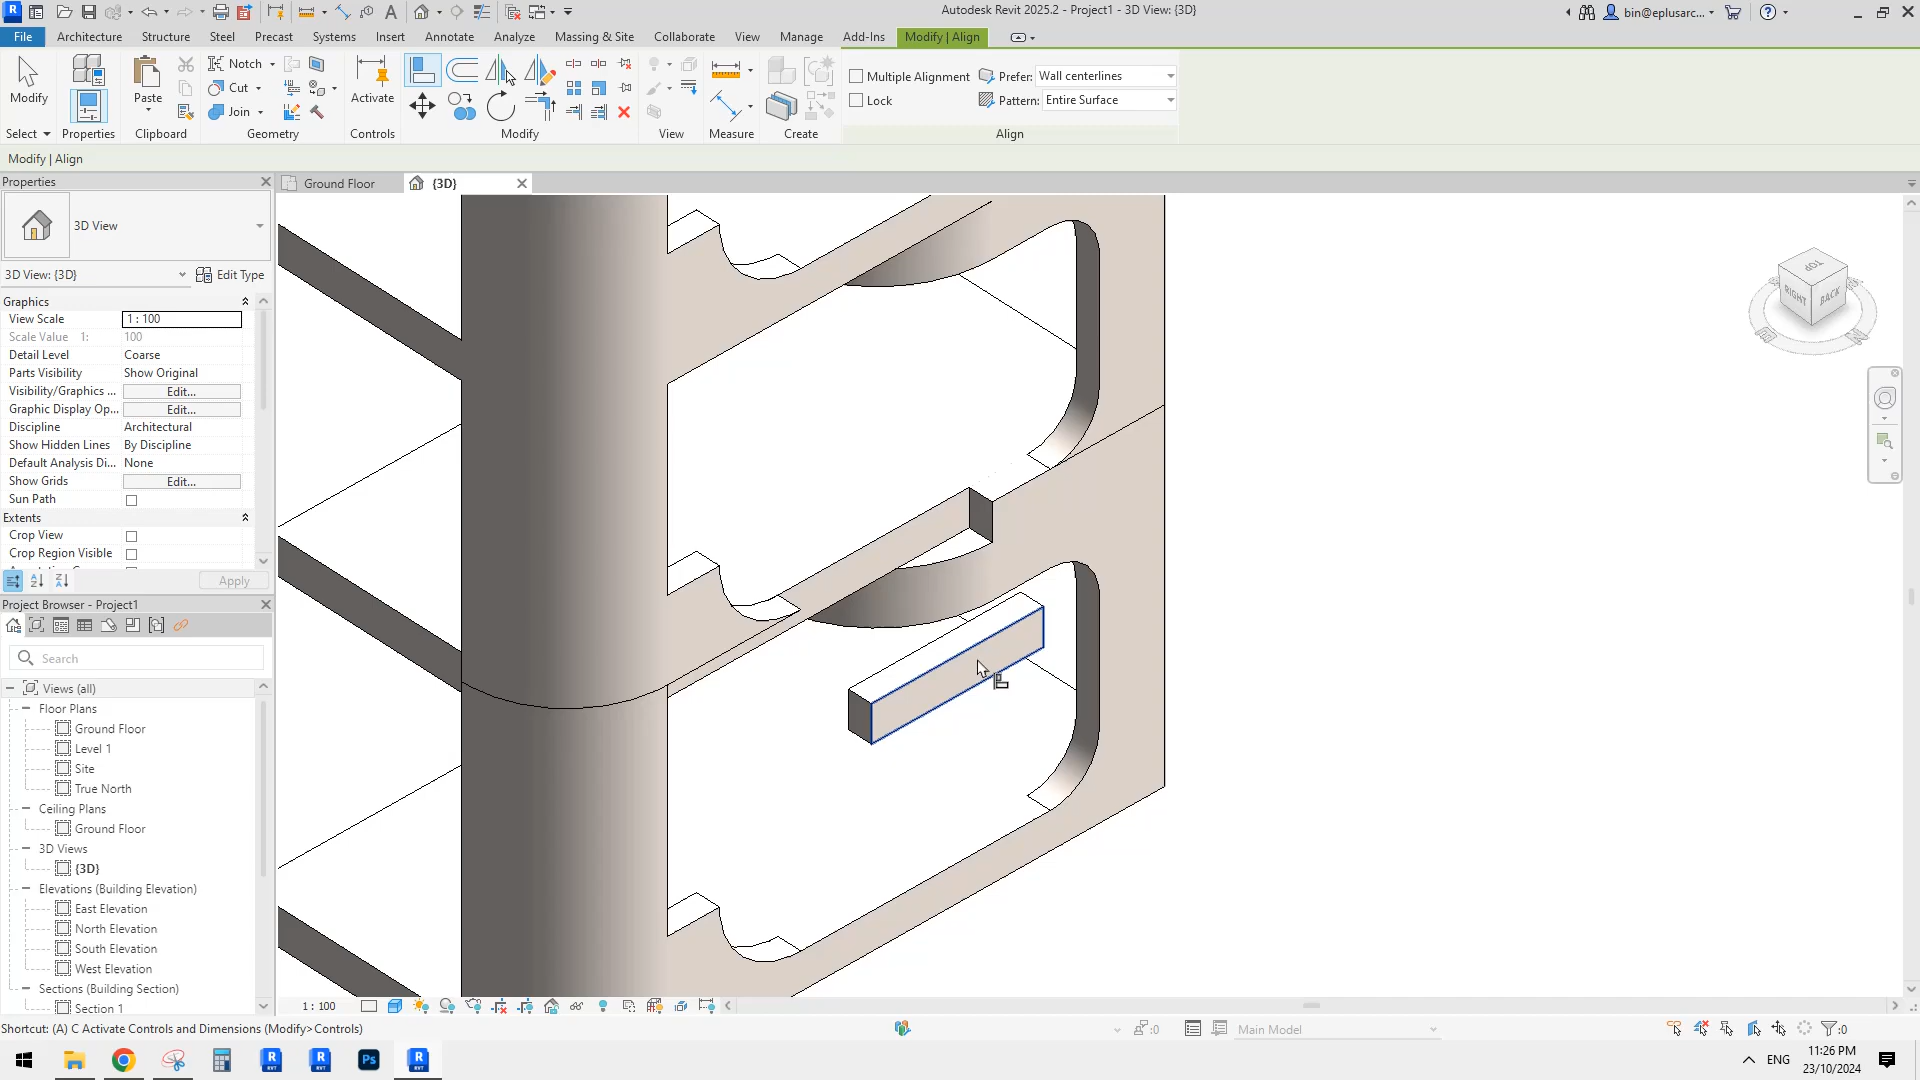 Autodesk Revit 2025.2 - Project1 - 3D View: {3D}
bin@eplusarc...
File Architecture Structure Steel Precast Systems Insert Annotate Analyze Massing & Site Collaborate View Manage Add-Ins Modify | Align
Modify
Paste
Notch
Cut
Join
Activate
Multiple Alignment
Lock
Prefer: Wall centerlines
Pattern: Entire Surface
Select Properties Clipboard Geometry Controls Modify View Measure Create Align
Modify | Align
Properties
Ground Floor
{3D}
3D View
3D View: {3D}
Edit Type
Graphics
View Scale 1 : 100
Scale Value 1: 100
Detail Level Coarse
Parts Visibility Show Original
Visibility/Graphics ... Edit...
Graphic Display Op... Edit...
Discipline Architectural
Show Hidden Lines By Discipline
Default Analysis Di... None
Show Grids Edit...
Sun Path
Extents
Crop View
Crop Region Visible
Apply
Project Browser - Project1
Search
Views (all)
Floor Plans
Ground Floor
Level 1
Site
True North
Ceiling Plans
Ground Floor
3D Views
{3D}
Elevations (Building Elevation)
East Elevation
North Elevation
South Elevation
West Elevation
Sections (Building Section)
Section 1
TOP
RIGHT
BACK
1 : 100
Shortcut: (A) C Activate Controls and Dimensions (Modify>Controls)
:0
Main Model
:0
ENG
11:26 PM
23/10/2024